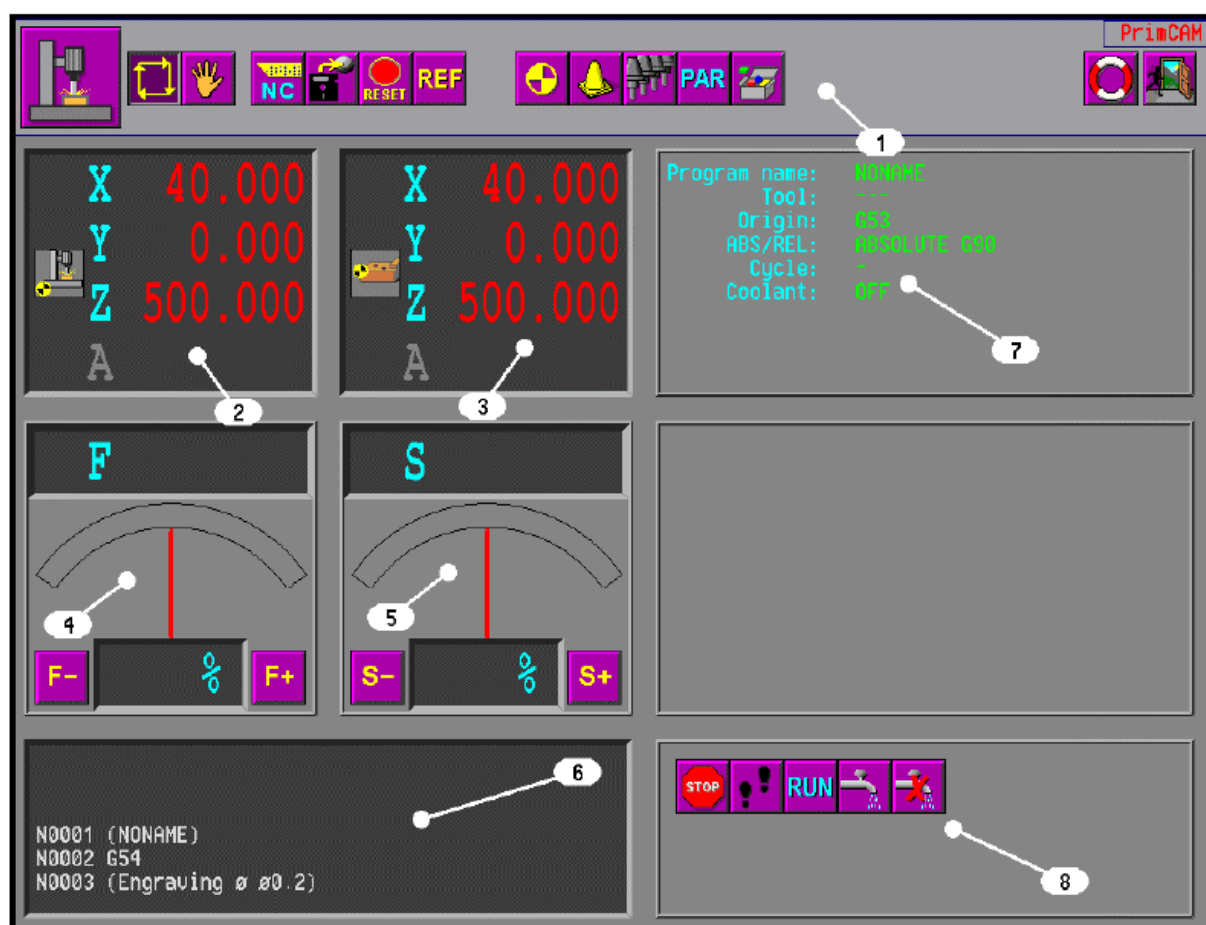 PrimCAM
NC RESET REF PAR
1
X 40.000
Y 0.000
Z 500.000
A
2
X 40.000
Y 0.000
Z 500.000
A
3
Program name: NONAME
Tool: ---
Origin: G53
ABS/REL: ABSOLUTE G90
Cycle: -
Coolant: OFF
7
F
4
F- % F+
S
5
S- % S+
6
N0001 (NONAME)
N0002 G54
N0003 (Engraving ø ø0.2)
STOP RUN
8